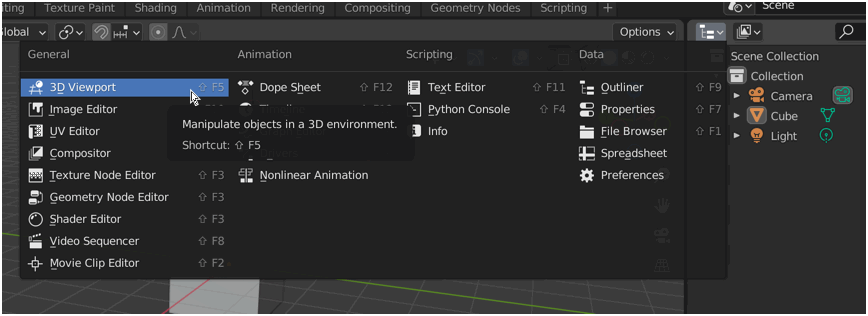 iting Texture Paint Shading Animation Rendering Compositing Geometry Nodes Scripting + Scene
lobal Options
General Animation Scripting Data
Scene Collection
Collection
Camera
Cube
Light
3D Viewport ⇧ F5
Image Editor
UV Editor
Compositor
Texture Node Editor ⇧ F3
Geometry Node Editor ⇧ F3
Shader Editor ⇧ F3
Video Sequencer ⇧ F8
Movie Clip Editor ⇧ F2
Dope Sheet ⇧ F12
Nonlinear Animation
Manipulate objects in a 3D environment.
Shortcut: ⇧ F5
Text Editor ⇧ F11
Python Console ⇧ F4
Info
Outliner ⇧ F9
Properties ⇧ F7
File Browser ⇧ F1
Spreadsheet
Preferences